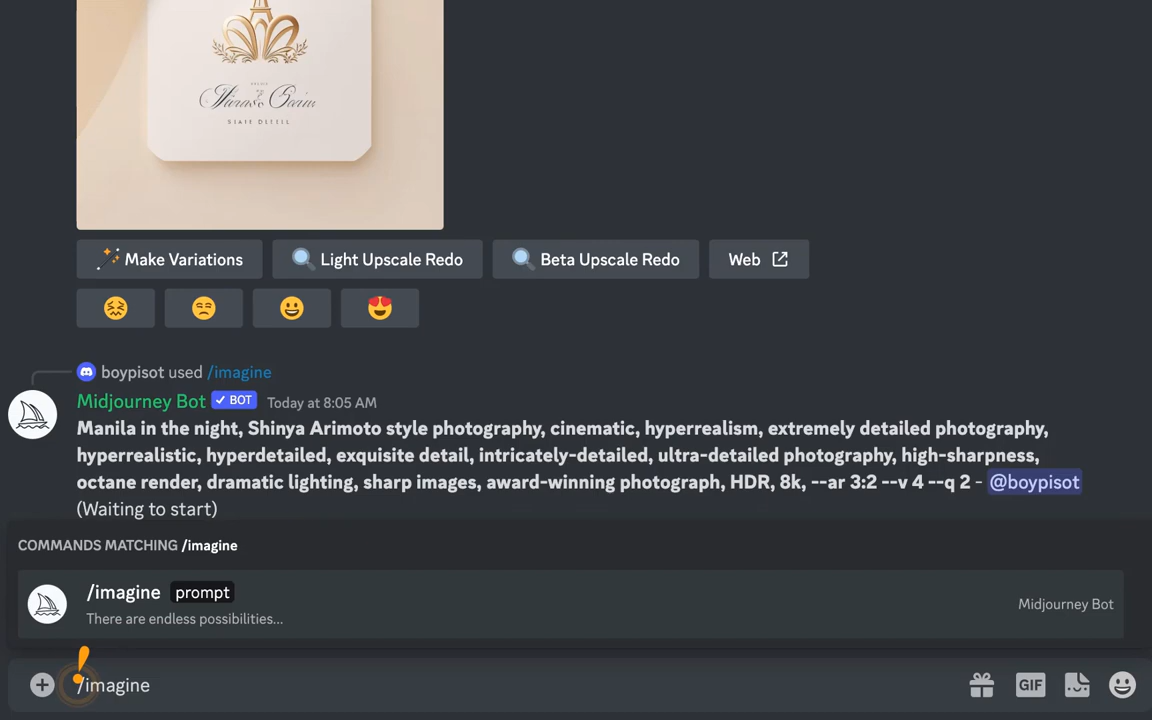 Make Variations
Light Upscale Redo
Beta Upscale Redo
Web
boypisot used /imagine
Midjourney Bot ✓ BOT Today at 8:05 AM
Manila in the night, Shinya Arimoto style photography, cinematic, hyperrealism, extremely detailed photography,
hyperrealistic, hyperdetailed, exquisite detail, intricately-detailed, ultra-detailed photography, high-sharpness,
octane render, dramatic lighting, sharp images, award-winning photograph, HDR, 8k, --ar 3:2 --v 4 --q 2 - @boypisot
(Waiting to start)
COMMANDS MATCHING /imagine
/imagine prompt
There are endless possibilities...
Midjourney Bot
/imagine
GIF